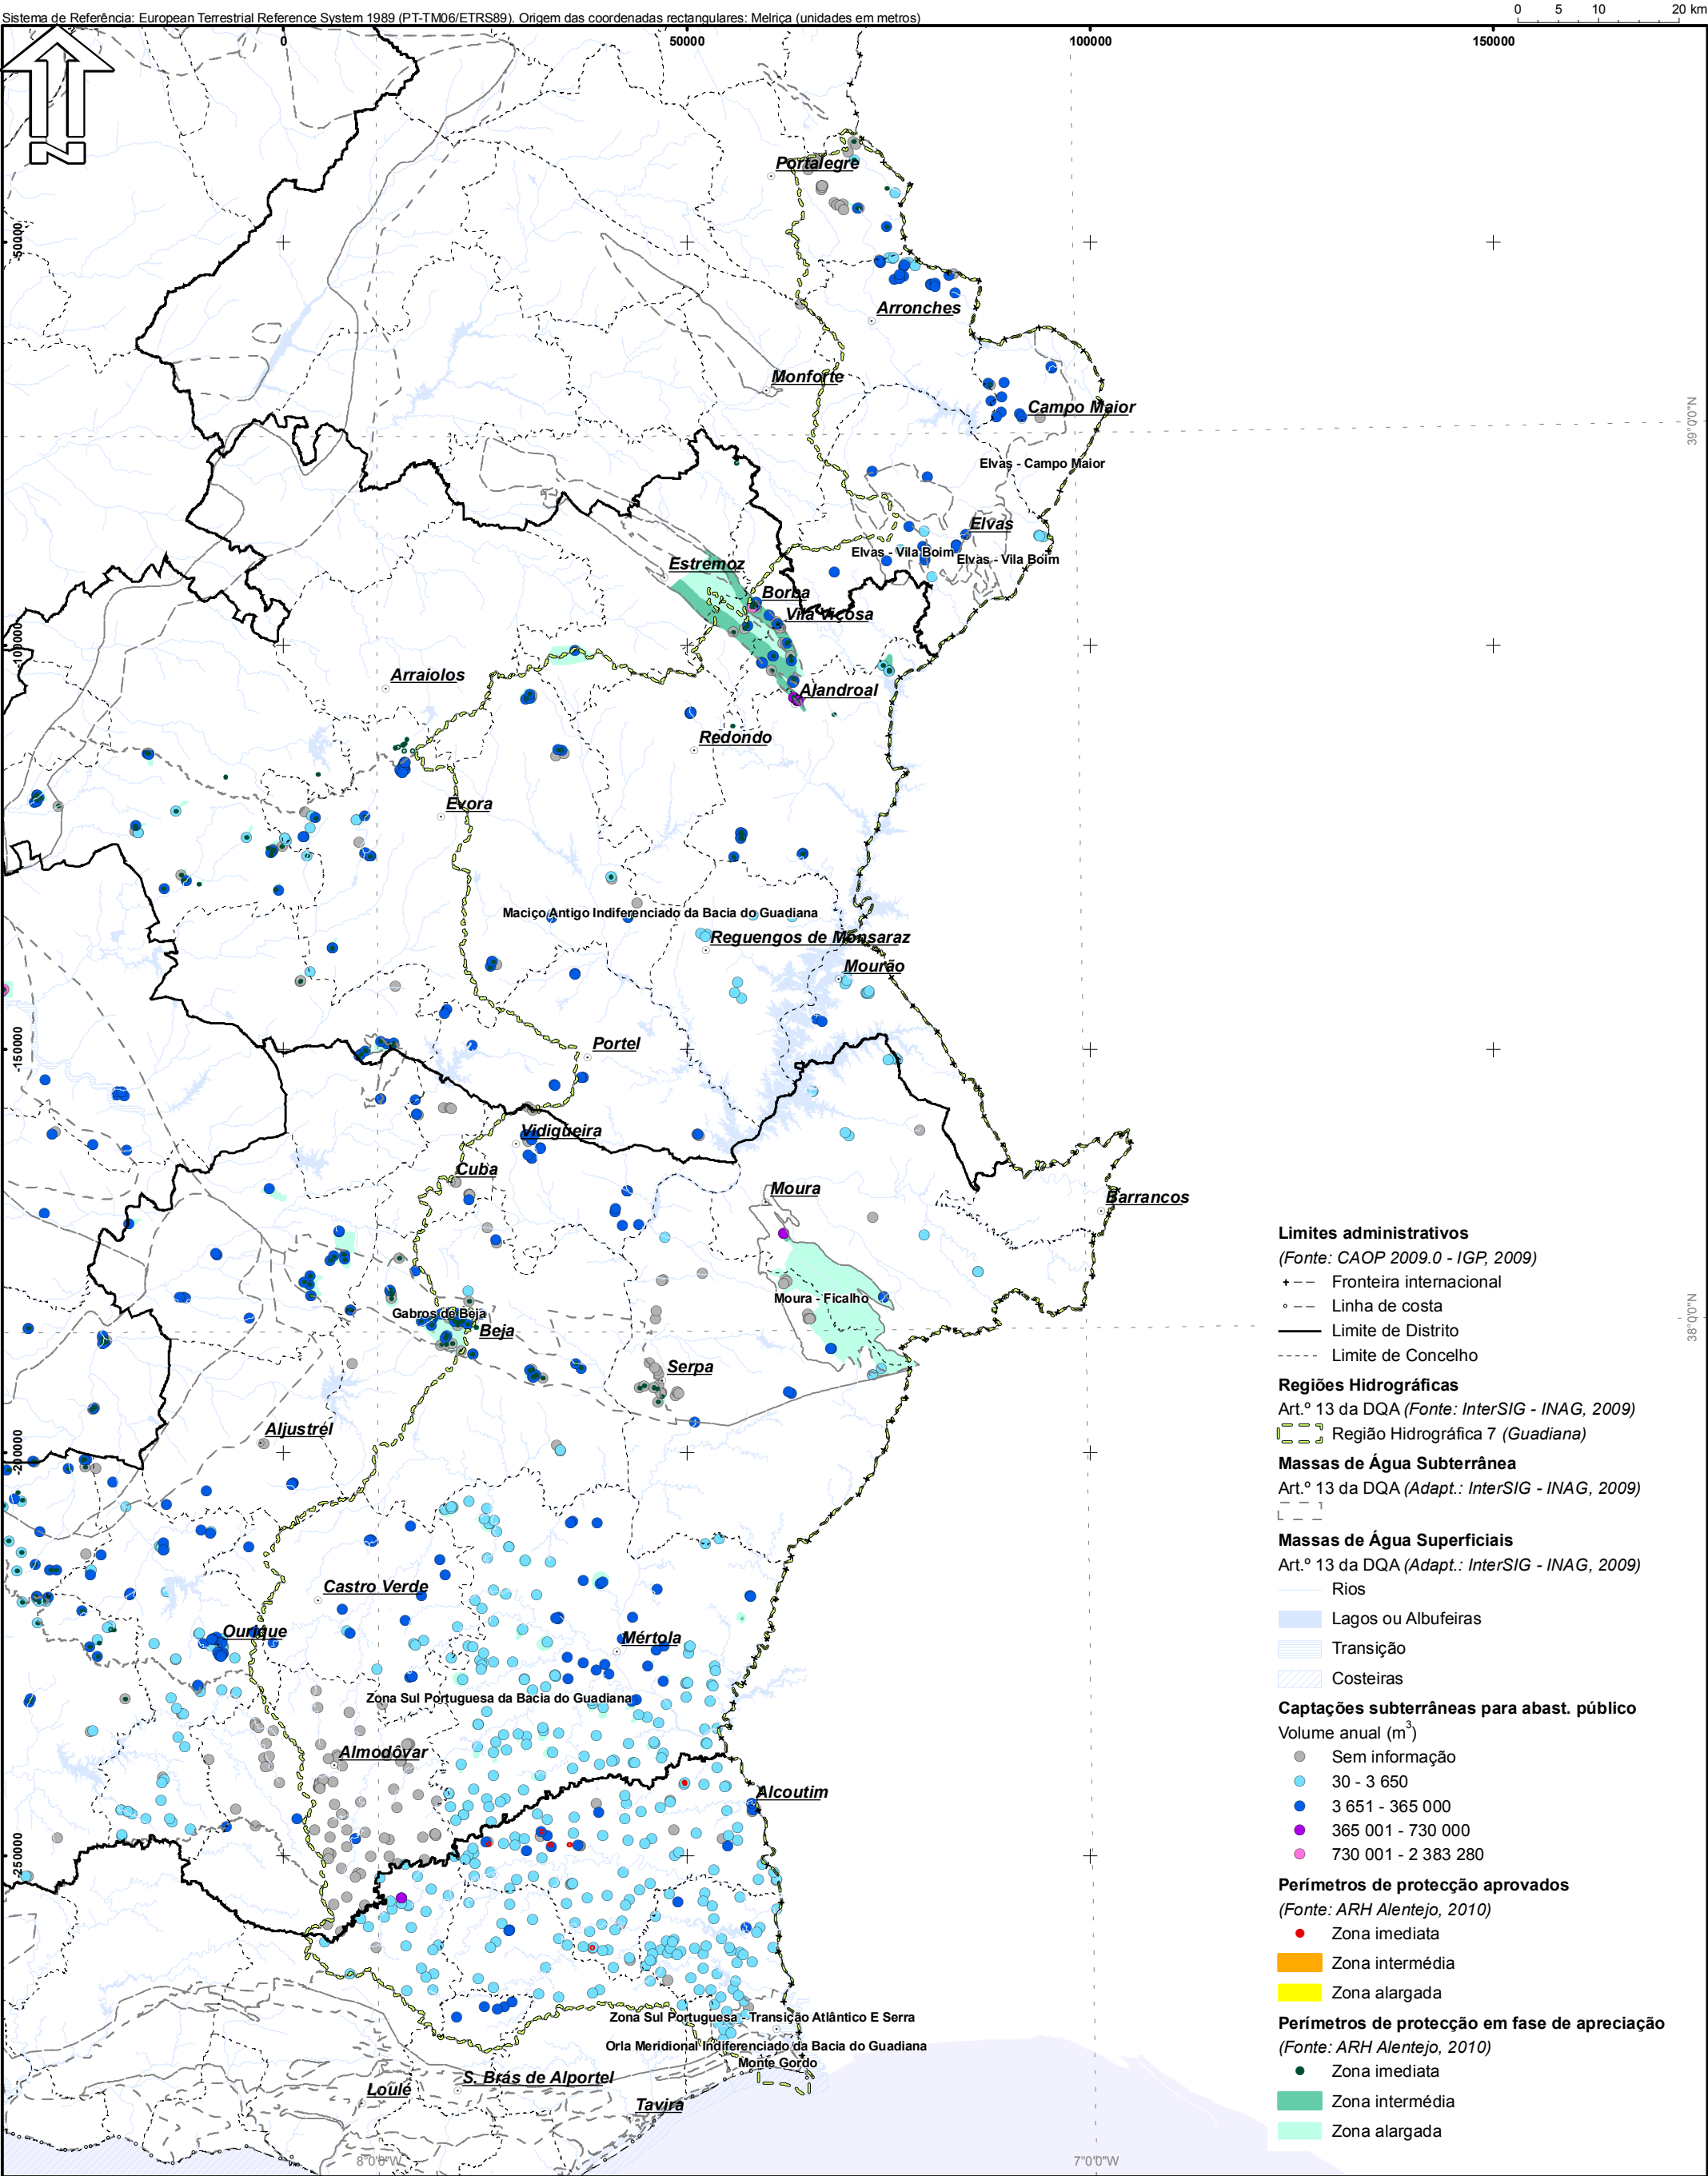 Sistema de Referência: European Terrestrial Reference System 1989 (PT-TM06/ETRS89). Origem das coordenadas rectangulares: Melriça (unidades em metros)
0 5 10 20 km
0 50000 100000 150000
N
-50000
Portalegre
Arronches
Monforte
Campo Maior
39°0'0"N
Elvas - Campo Maior
Elvas
Elvas - Vila Boim
Elvas - Vila Boim
Estremoz
Borba
Vila Viçosa
-100000
Arraiolos
Alandroal
Redondo
Évora
Maciço Antigo Indiferenciado da Bacia do Guadiana
Reguengos de Monsaraz
Mourão
-150000
Portel
Vidigueira
Cuba
Moura
Barrancos
Moura - Ficalho
Gabros de Beja
Beja
38°0'0"N
Serpa
Aljustrel
-200000
Castro Verde
Ourique
Mértola
Zona Sul Portuguesa da Bacia do Guadiana
Almodôvar
Alcoutim
-250000
Zona Sul Portuguesa - Transição Atlântico E Serra
Orla Meridional Indiferenciado da Bacia do Guadiana
Monte Gordo
S. Brás de Alportel
Loulé
Tavira
8°0'0"W
7°0'0"W
Limites administrativos
(Fonte: CAOP 2009.0 - IGP, 2009)
Fronteira internacional
Linha de costa
Limite de Distrito
Limite de Concelho
Regiões Hidrográficas
Art.º 13 da DQA (Fonte: InterSIG - INAG, 2009)
Região Hidrográfica 7 (Guadiana)
Massas de Água Subterrânea
Art.º 13 da DQA (Adapt.: InterSIG - INAG, 2009)
Massas de Água Superficiais
Art.º 13 da DQA (Adapt.: InterSIG - INAG, 2009)
Rios
Lagos ou Albufeiras
Transição
Costeiras
Captações subterrâneas para abast. público
Volume anual (m³)
Sem informação
30 - 3 650
3 651 - 365 000
365 001 - 730 000
730 001 - 2 383 280
Perímetros de protecção aprovados
(Fonte: ARH Alentejo, 2010)
Zona imediata
Zona intermédia
Zona alargada
Perímetros de protecção em fase de apreciação
(Fonte: ARH Alentejo, 2010)
Zona imediata
Zona intermédia
Zona alargada